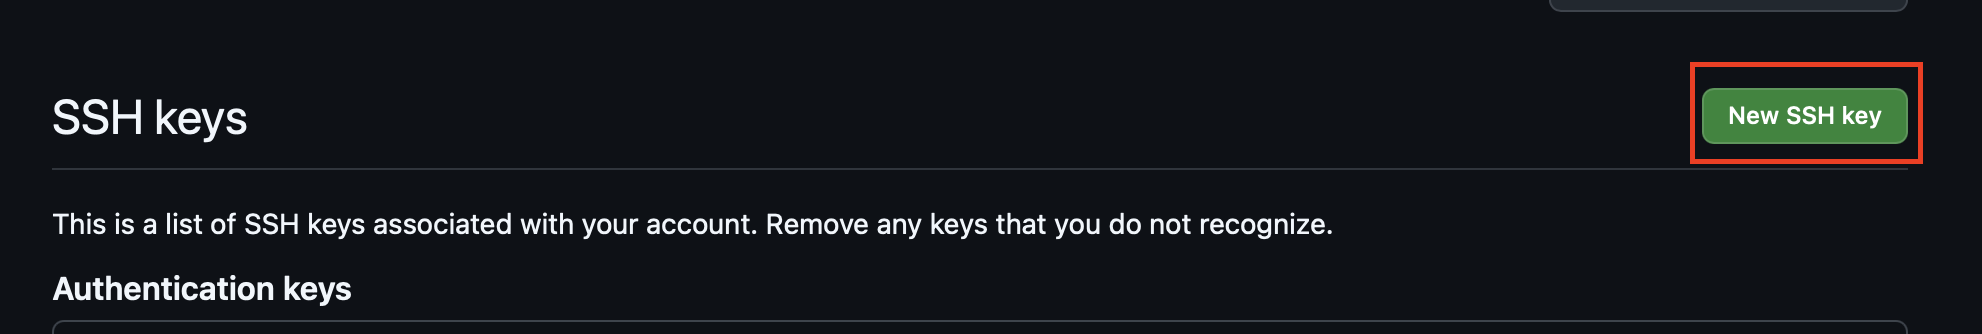 SSH keys
New SSH key
This is a list of SSH keys associated with your account. Remove any keys that you do not recognize.
Authentication keys